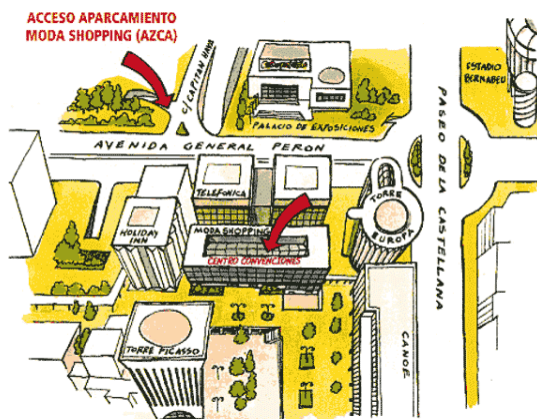 ACCESO APARCAMIENTO
MODA SHOPPING (AZCA)
C/ CAPITAN HAYA
PALACIO DE EXPOSICIONES
ESTADIO
BERNABEU
AVENIDA GENERAL PERON
PASEO DE LA CASTELLANA
TELEFONICA
TORRE
EUROPA
HOLIDAY
INN
MODA SHOPPING
CENTRO CONVENCIONES
TORRE PICASSO
CANOE